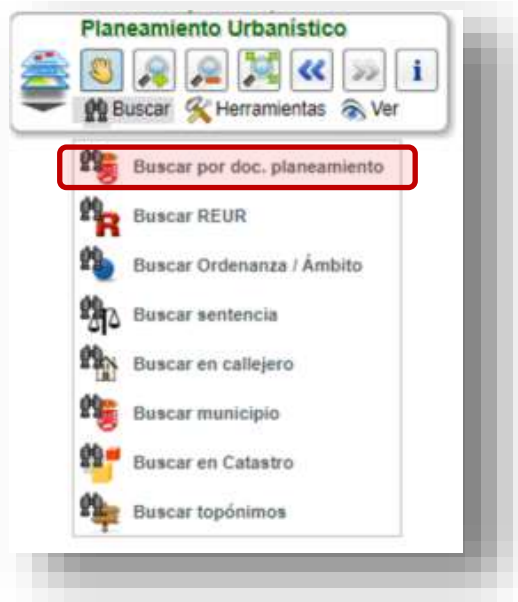 Planeamiento Urbanístico
i
Buscar Herramientas Ver
Buscar por doc. planeamiento
R Buscar REUR
Buscar Ordenanza / Ámbito
Buscar sentencia
Buscar en callejero
Buscar municipio
Buscar en Catastro
Buscar topónimos